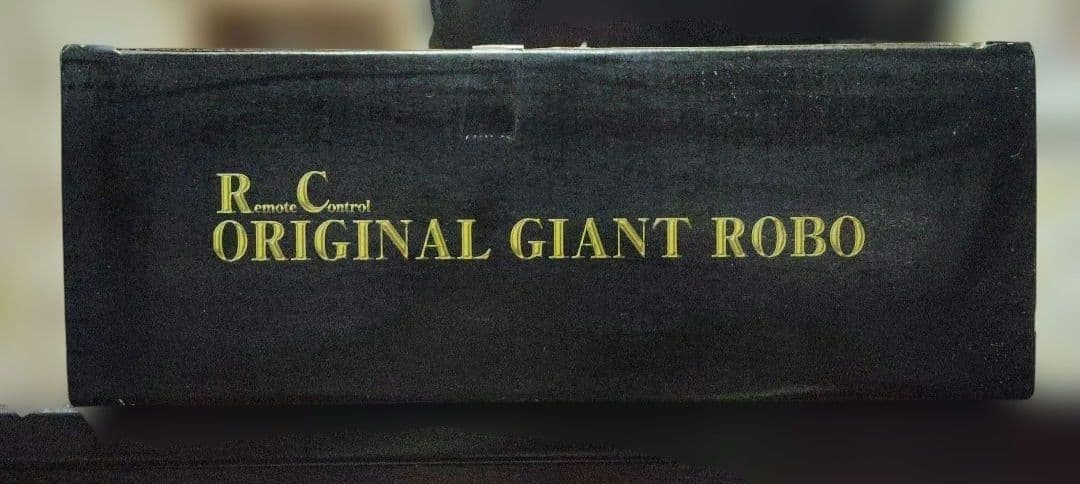 Remote Control
ORIGINAL GIANT ROBO